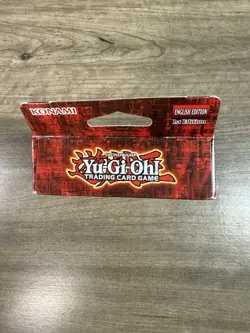 KONAMI
ENGLISH EDITION
1st Edition
Yu-Gi-Oh!
TRADING CARD GAME